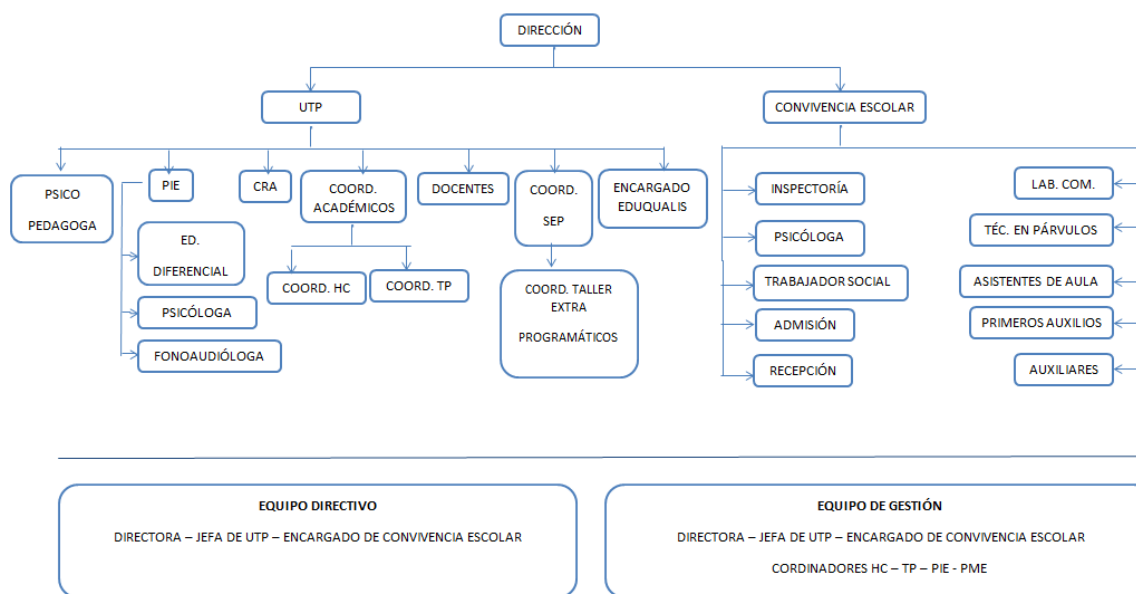 DIRECCIÓN
UTP
CONVIVENCIA ESCOLAR
PSICO
PEDAGOGA
PIE
CRA
COORD.
ACADÉMICOS
DOCENTES
COORD.
SEP
ENCARGADO
EDUQUALIS
ED.
DIFERENCIAL
PSICÓLOGA
FONOAUDIÓLOGA
COORD. HC
COORD. TP
COORD. TALLER
EXTRA
PROGRAMÁTICOS
INSPECTORÍA
PSICÓLOGA
TRABAJADOR SOCIAL
ADMISIÓN
RECEPCIÓN
LAB. COM.
TÉC. EN PÁRVULOS
ASISTENTES DE AULA
PRIMEROS AUXILIOS
AUXILIARES
EQUIPO DIRECTIVO
DIRECTORA – JEFA DE UTP – ENCARGADO DE CONVIVENCIA ESCOLAR
EQUIPO DE GESTIÓN
DIRECTORA – JEFA DE UTP – ENCARGADO DE CONVIVENCIA ESCOLAR
CORDINADORES HC – TP – PIE - PME